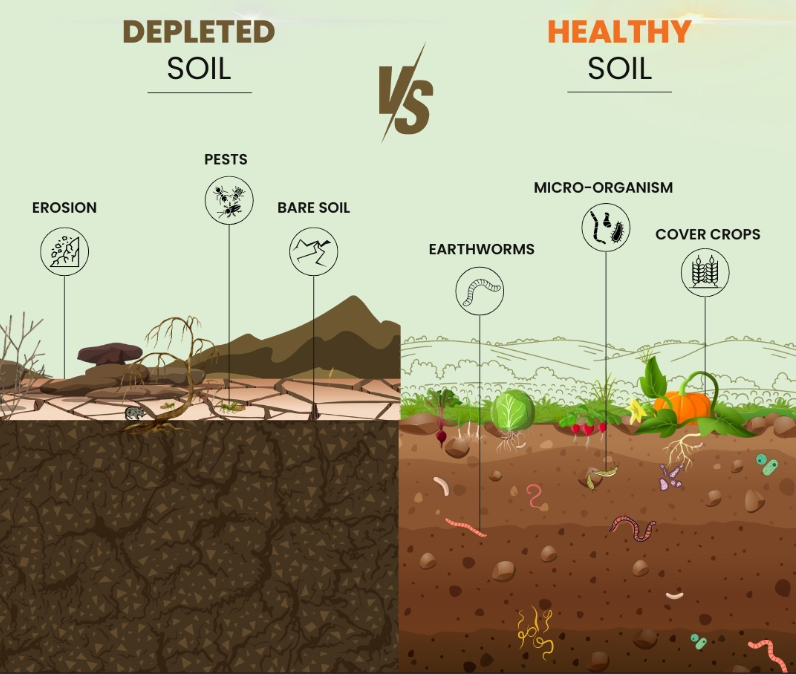 DEPLETED
SOIL
VS
HEALTHY
SOIL
EROSION
PESTS
BARE SOIL
EARTHWORMS
MICRO-ORGANISM
COVER CROPS